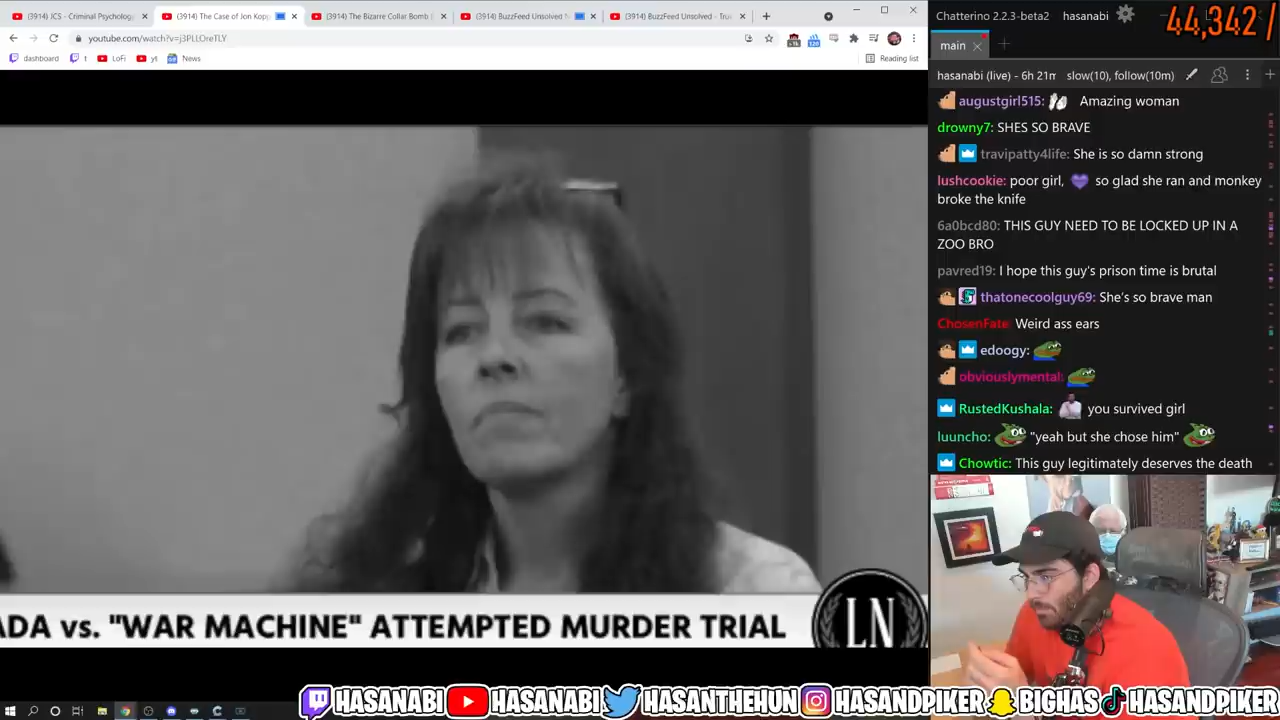 (3914) JCS - Criminal Psychology
(3914) The Case of Jon Kopp
(3914) The Bizarre Collar Bomb
(3914) BuzzFeed Unsolved
(3914) BuzzFeed Unsolved - Tru
youtube.com/watch?v=j3PLLOreTLY
dashboard
t
LoFi
yt
News
Reading list
Chatterino 2.2.3-beta2
hasanabi
44,342 /
main
hasanabi (live) - 6h 21m
slow(10), follow(10m)
augustgirl515: Amazing woman
drowny7: SHES SO BRAVE
travipatty4life: She is so damn strong
lushcookie: poor girl, so glad she ran and monkey
broke the knife
6a0bcd80: THIS GUY NEED TO BE LOCKED UP IN A
ZOO BRO
pavred19: I hope this guy's prison time is brutal
thatonecoolguy69: She's so brave man
ChosenFate: Weird ass ears
edoogy:
obviouslymental:
RustedKushala: you survived girl
luuncho: "yeah but she chose him"
Chowtic: This guy legitimately deserves the death
ADA vs. "WAR MACHINE" ATTEMPTED MURDER TRIAL
LN
HASANABI
HASANABI
HASANTHEHUN
HASANDPIKER
BIGHAS
HASANDPIKER